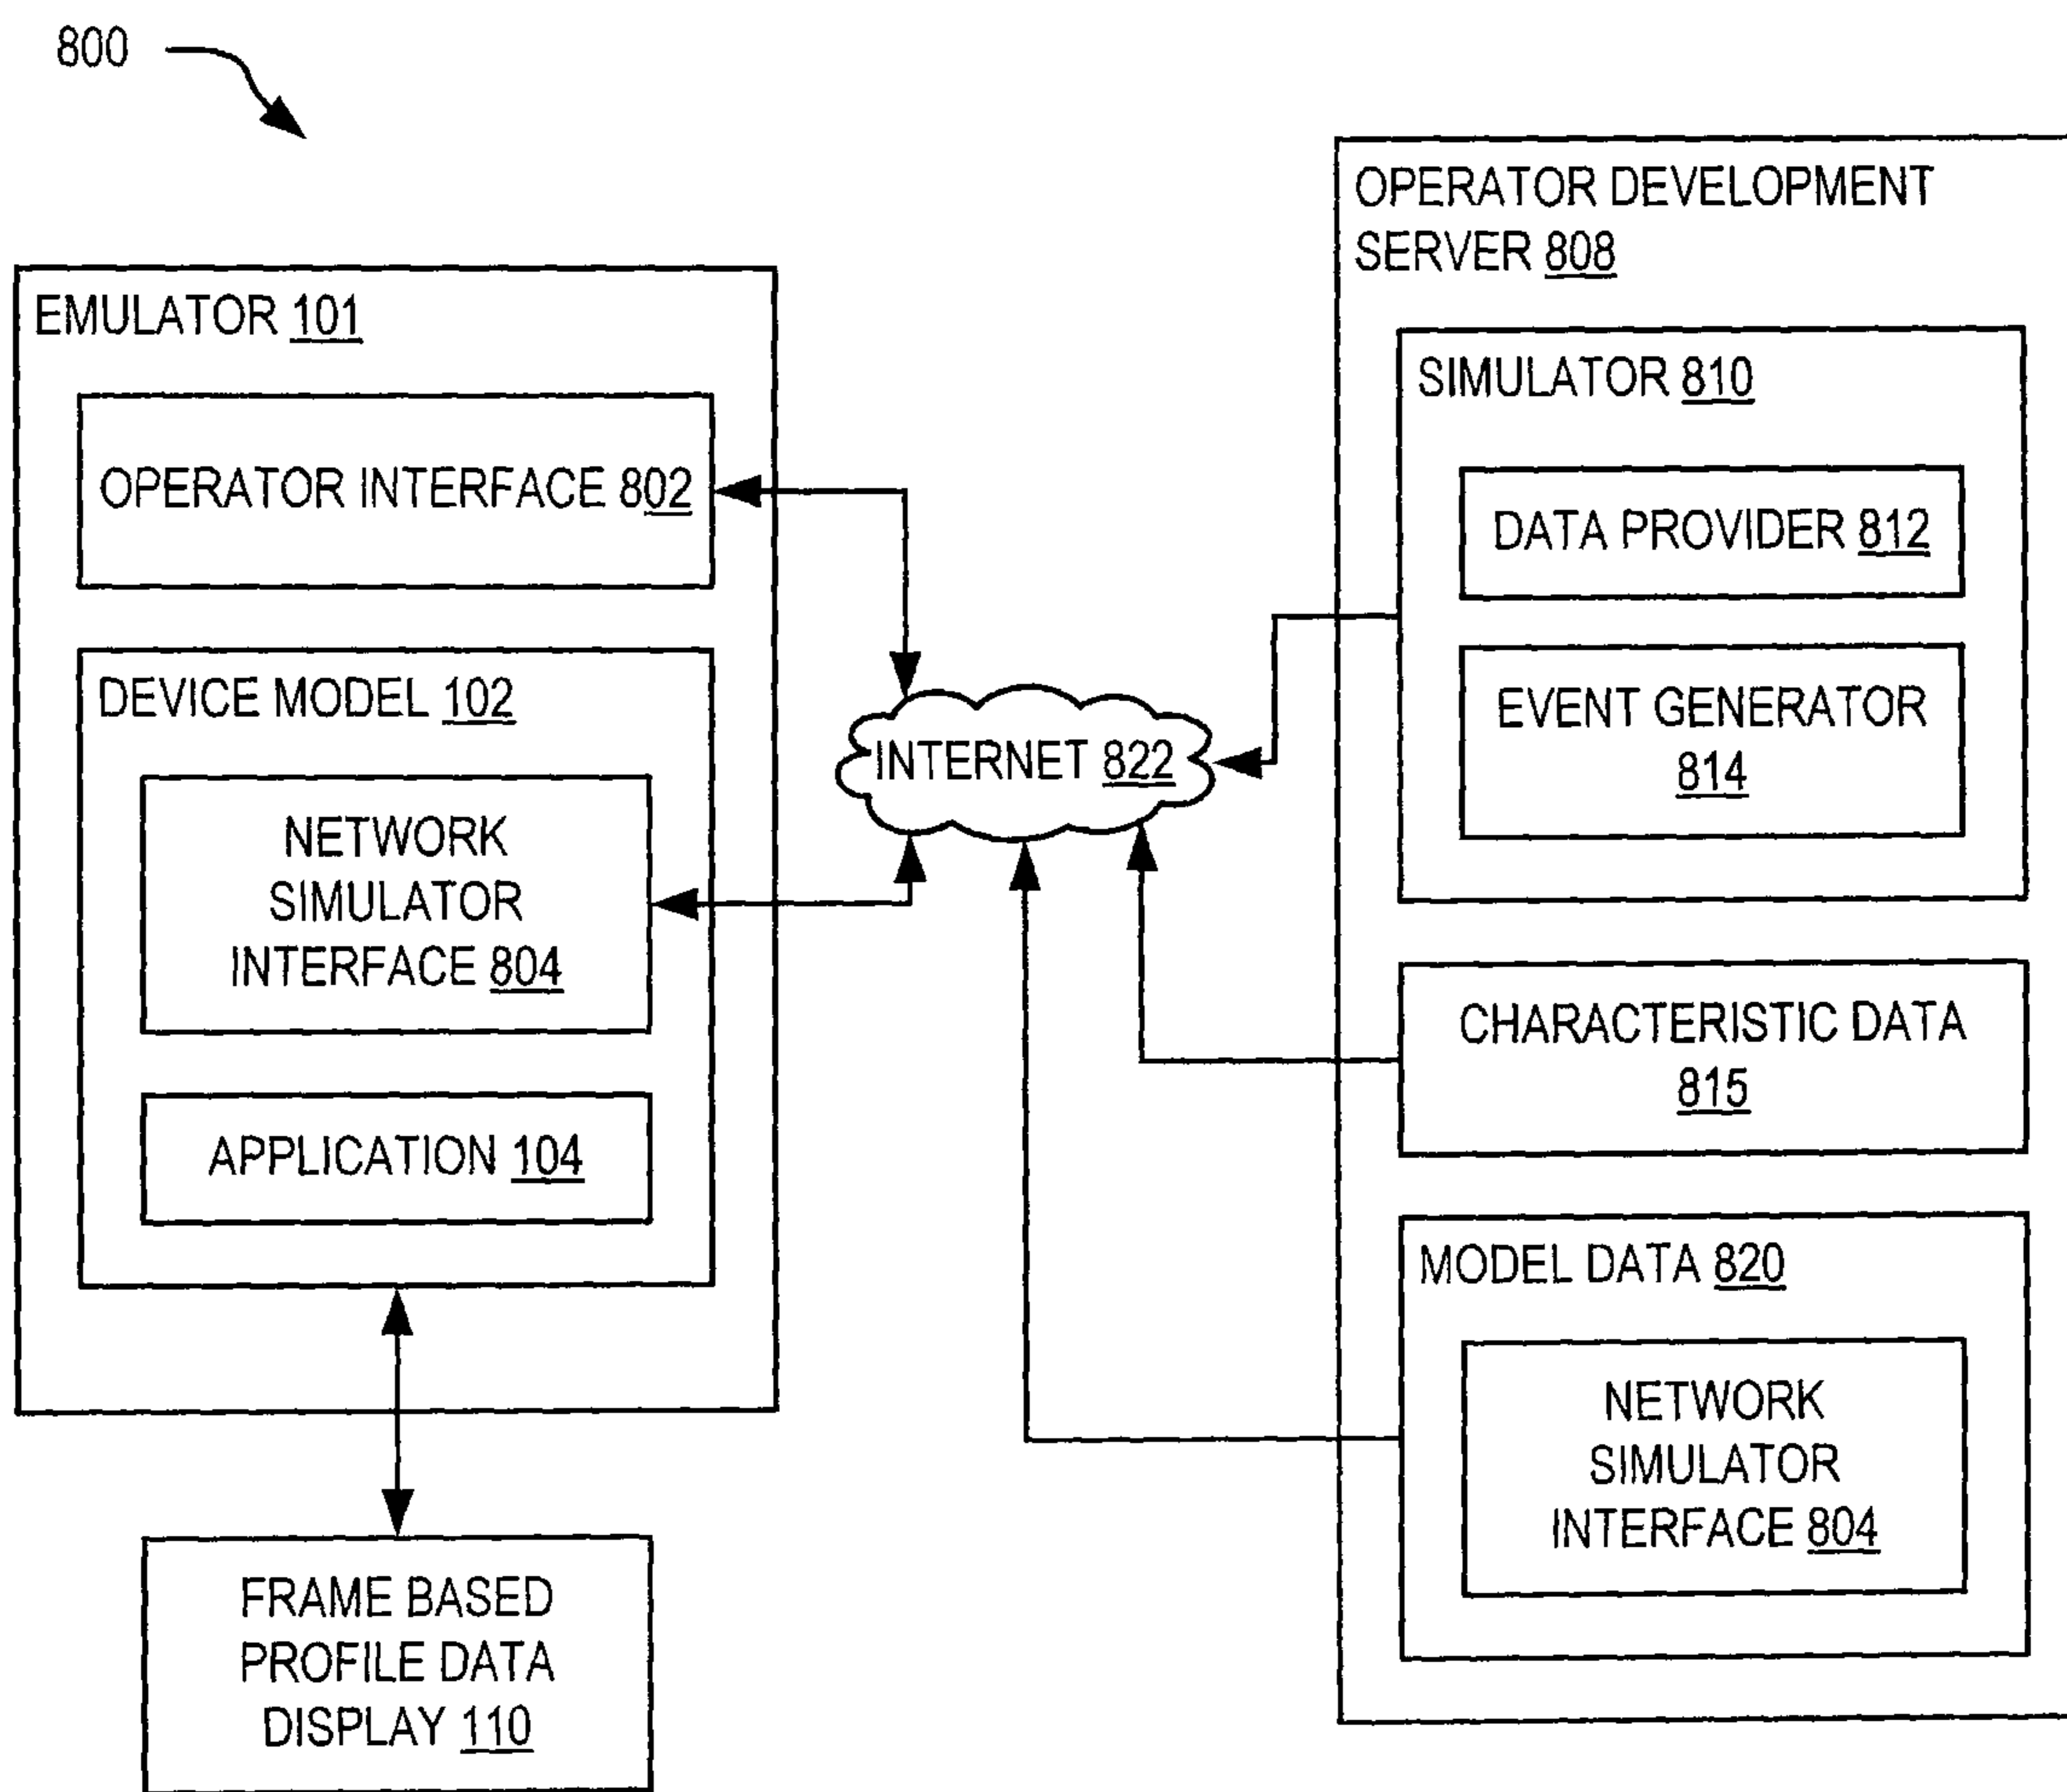 800
EMULATOR 101
OPERATOR INTERFACE 802
DEVICE MODEL 102
NETWORK
SIMULATOR
INTERFACE 804
APPLICATION 104
FRAME BASED
PROFILE DATA
DISPLAY 110
INTERNET 822
OPERATOR DEVELOPMENT
SERVER 808
SIMULATOR 810
DATA PROVIDER 812
EVENT GENERATOR
814
CHARACTERISTIC DATA
815
MODEL DATA 820
NETWORK
SIMULATOR
INTERFACE 804